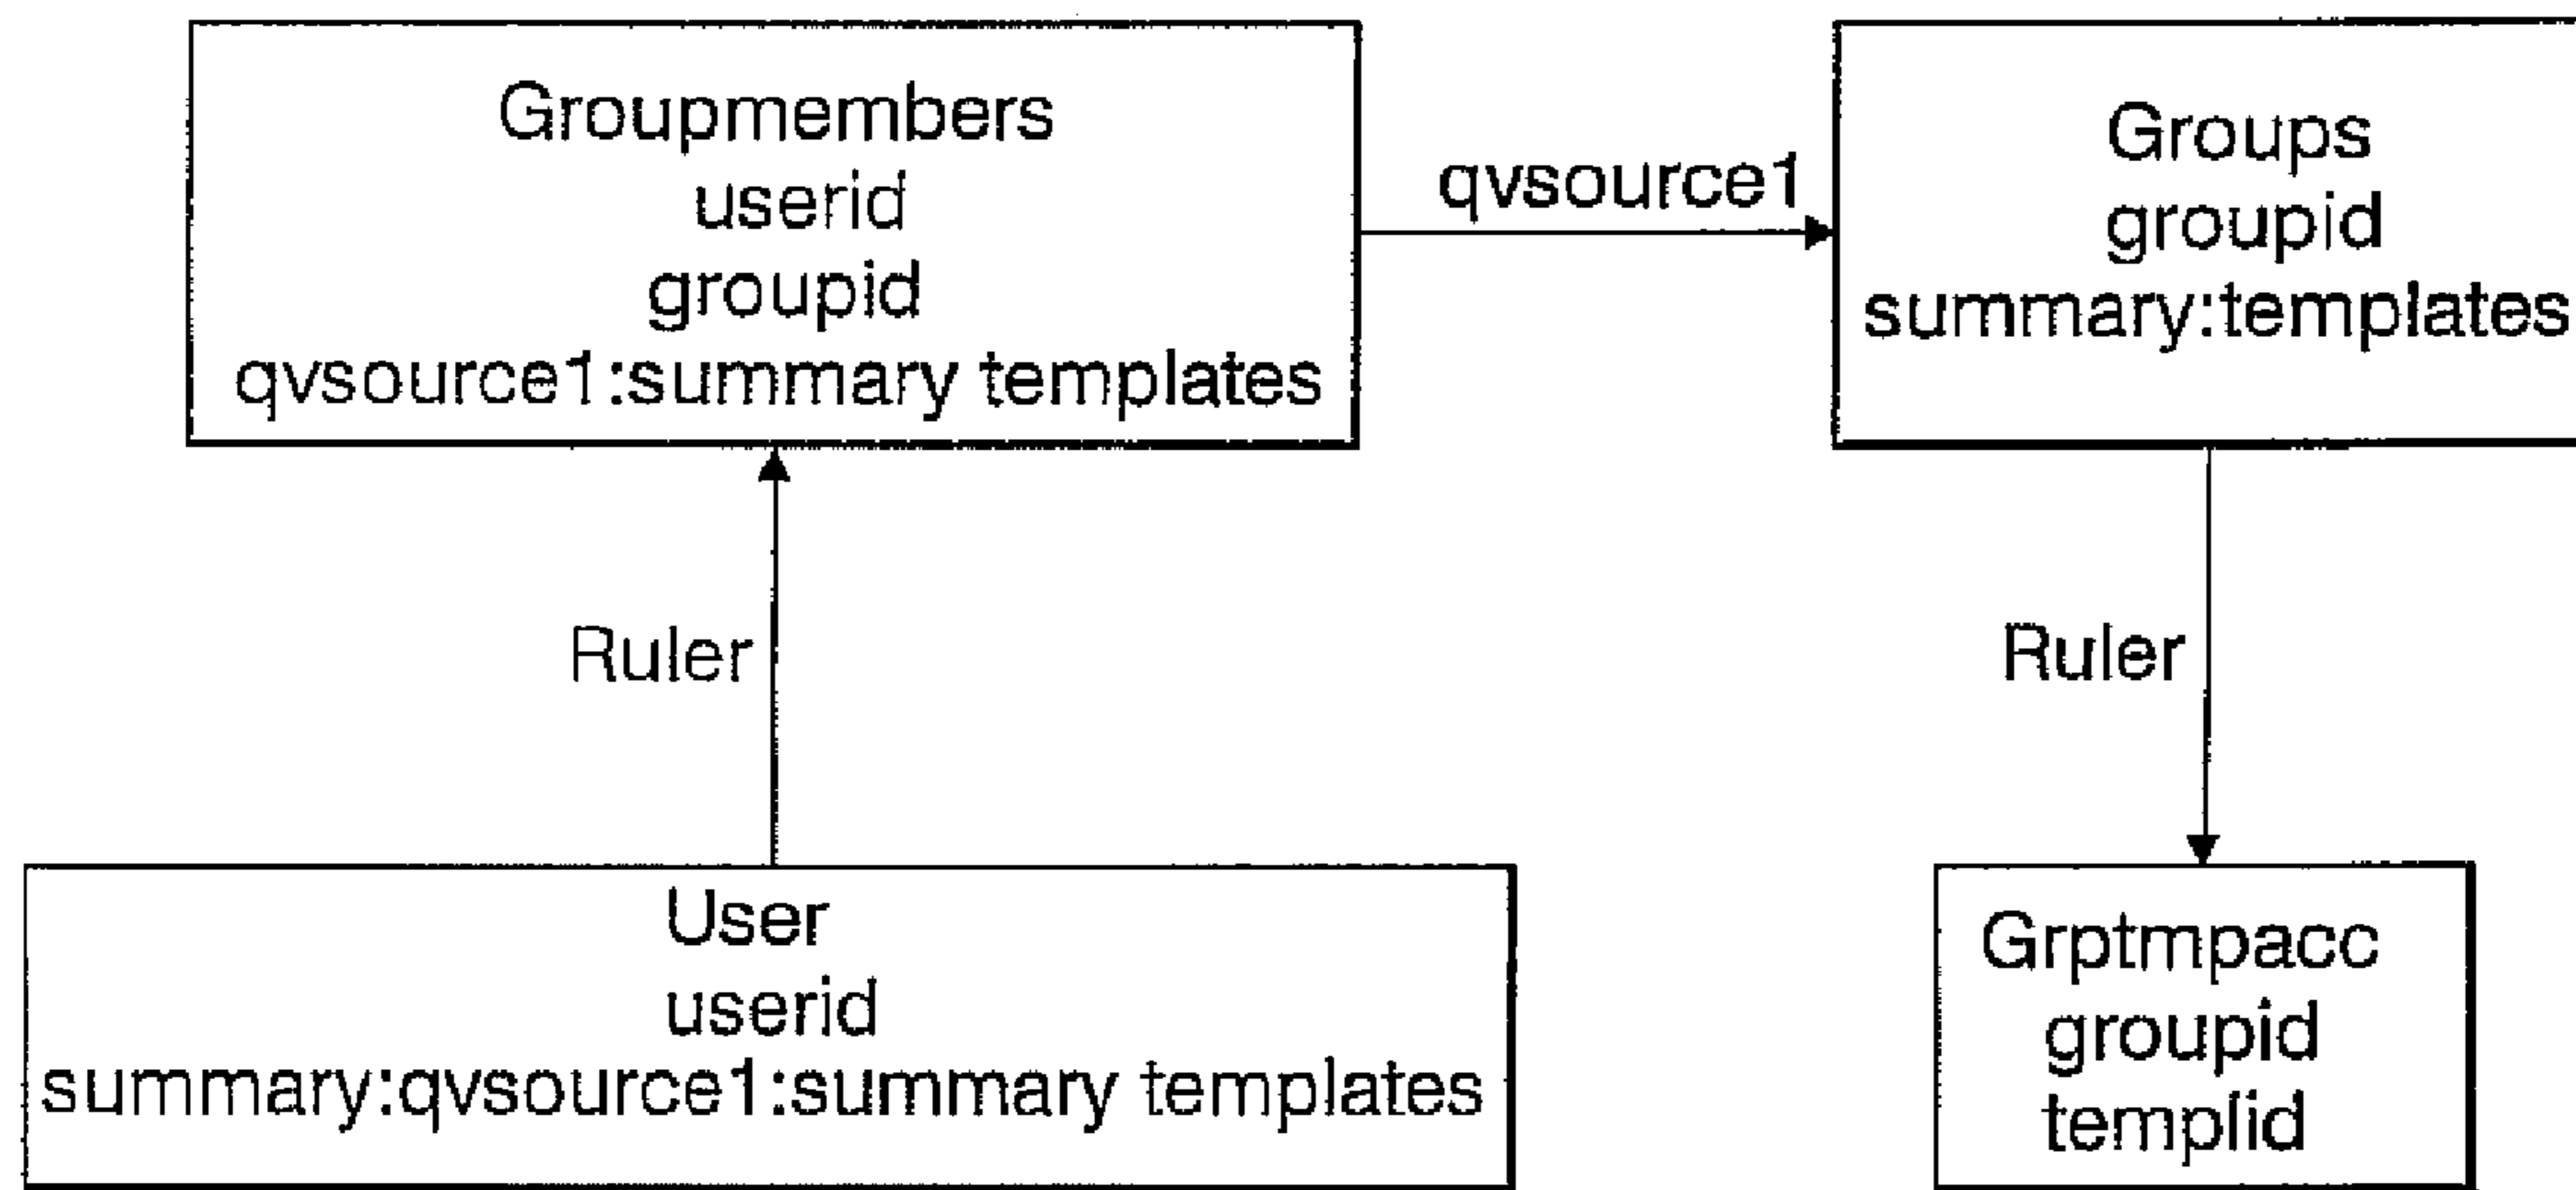 Groupmembers
userid
groupid
qvsource1:summary templates
qvsource1
Groups
groupid
summary:templates
Ruler
Ruler
User
userid
summary:qvsource1:summary templates
Grptmpacc
groupid
templid